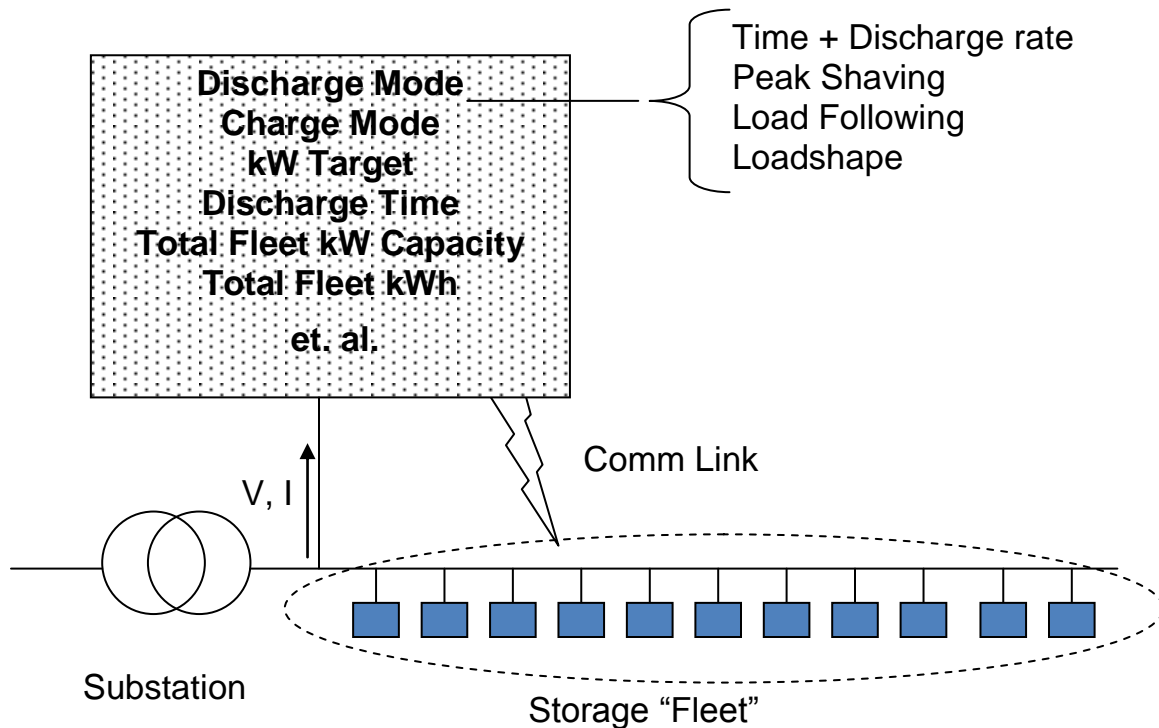 Discharge Mode
Charge Mode
kW Target
Discharge Time
Total Fleet kW Capacity
Total Fleet kWh
et. al.
Time + Discharge rate
Peak Shaving
Load Following
Loadshape
Comm Link
V, I
Substation
Storage “Fleet”